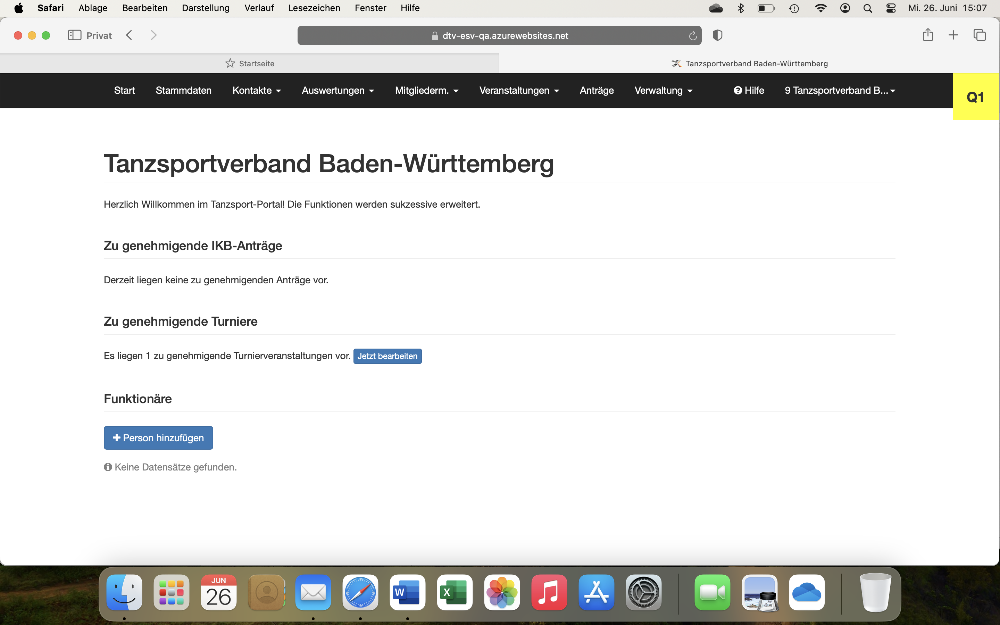 Safari Ablage Bearbeiten Darstellung Verlauf Lesezeichen Fenster Hilfe Mi. 26. Juni 15:07
Privat dtv-esv-qa.azurewebsites.net
Startseite Tanzsportverband Baden-Württemberg
Start Stammdaten Kontakte Auswertungen Mitgliederm. Veranstaltungen Anträge Verwaltung Hilfe 9 Tanzsportverband B...
Q1
Tanzsportverband Baden-Württemberg
Herzlich Willkommen im Tanzsport-Portal! Die Funktionen werden sukzessive erweitert.
Zu genehmigende IKB-Anträge
Derzeit liegen keine zu genehmigenden Anträge vor.
Zu genehmigende Turniere
Es liegen 1 zu genehmigende Turnierveranstaltungen vor. Jetzt bearbeiten
Funktionäre
+ Person hinzufügen
Keine Datensätze gefunden.
JUN
26
W
X